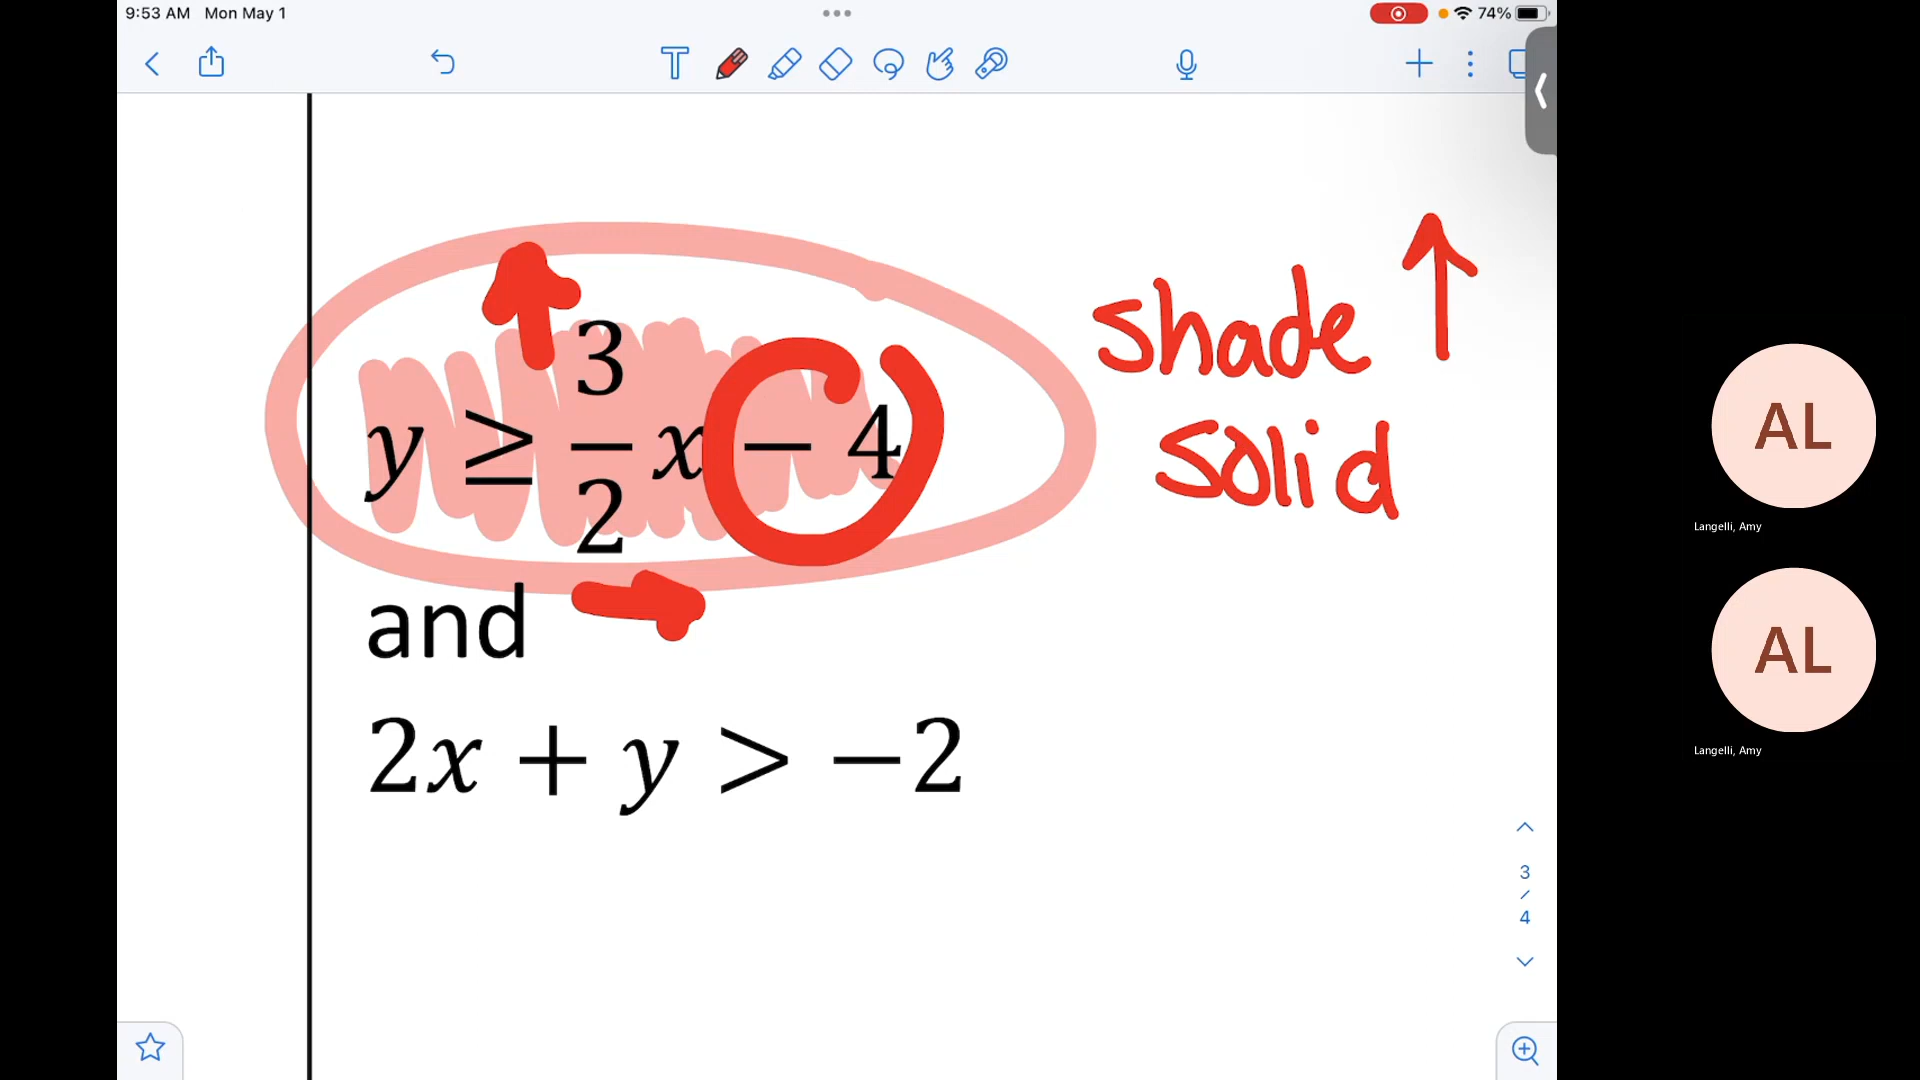 9:53 AM Mon May 1
74%
T
y ≥ 3/2 x − 4
shade ↑
solid
and
2x + y > −2
3
/
4
AL
Langelli, Amy
AL
Langelli, Amy